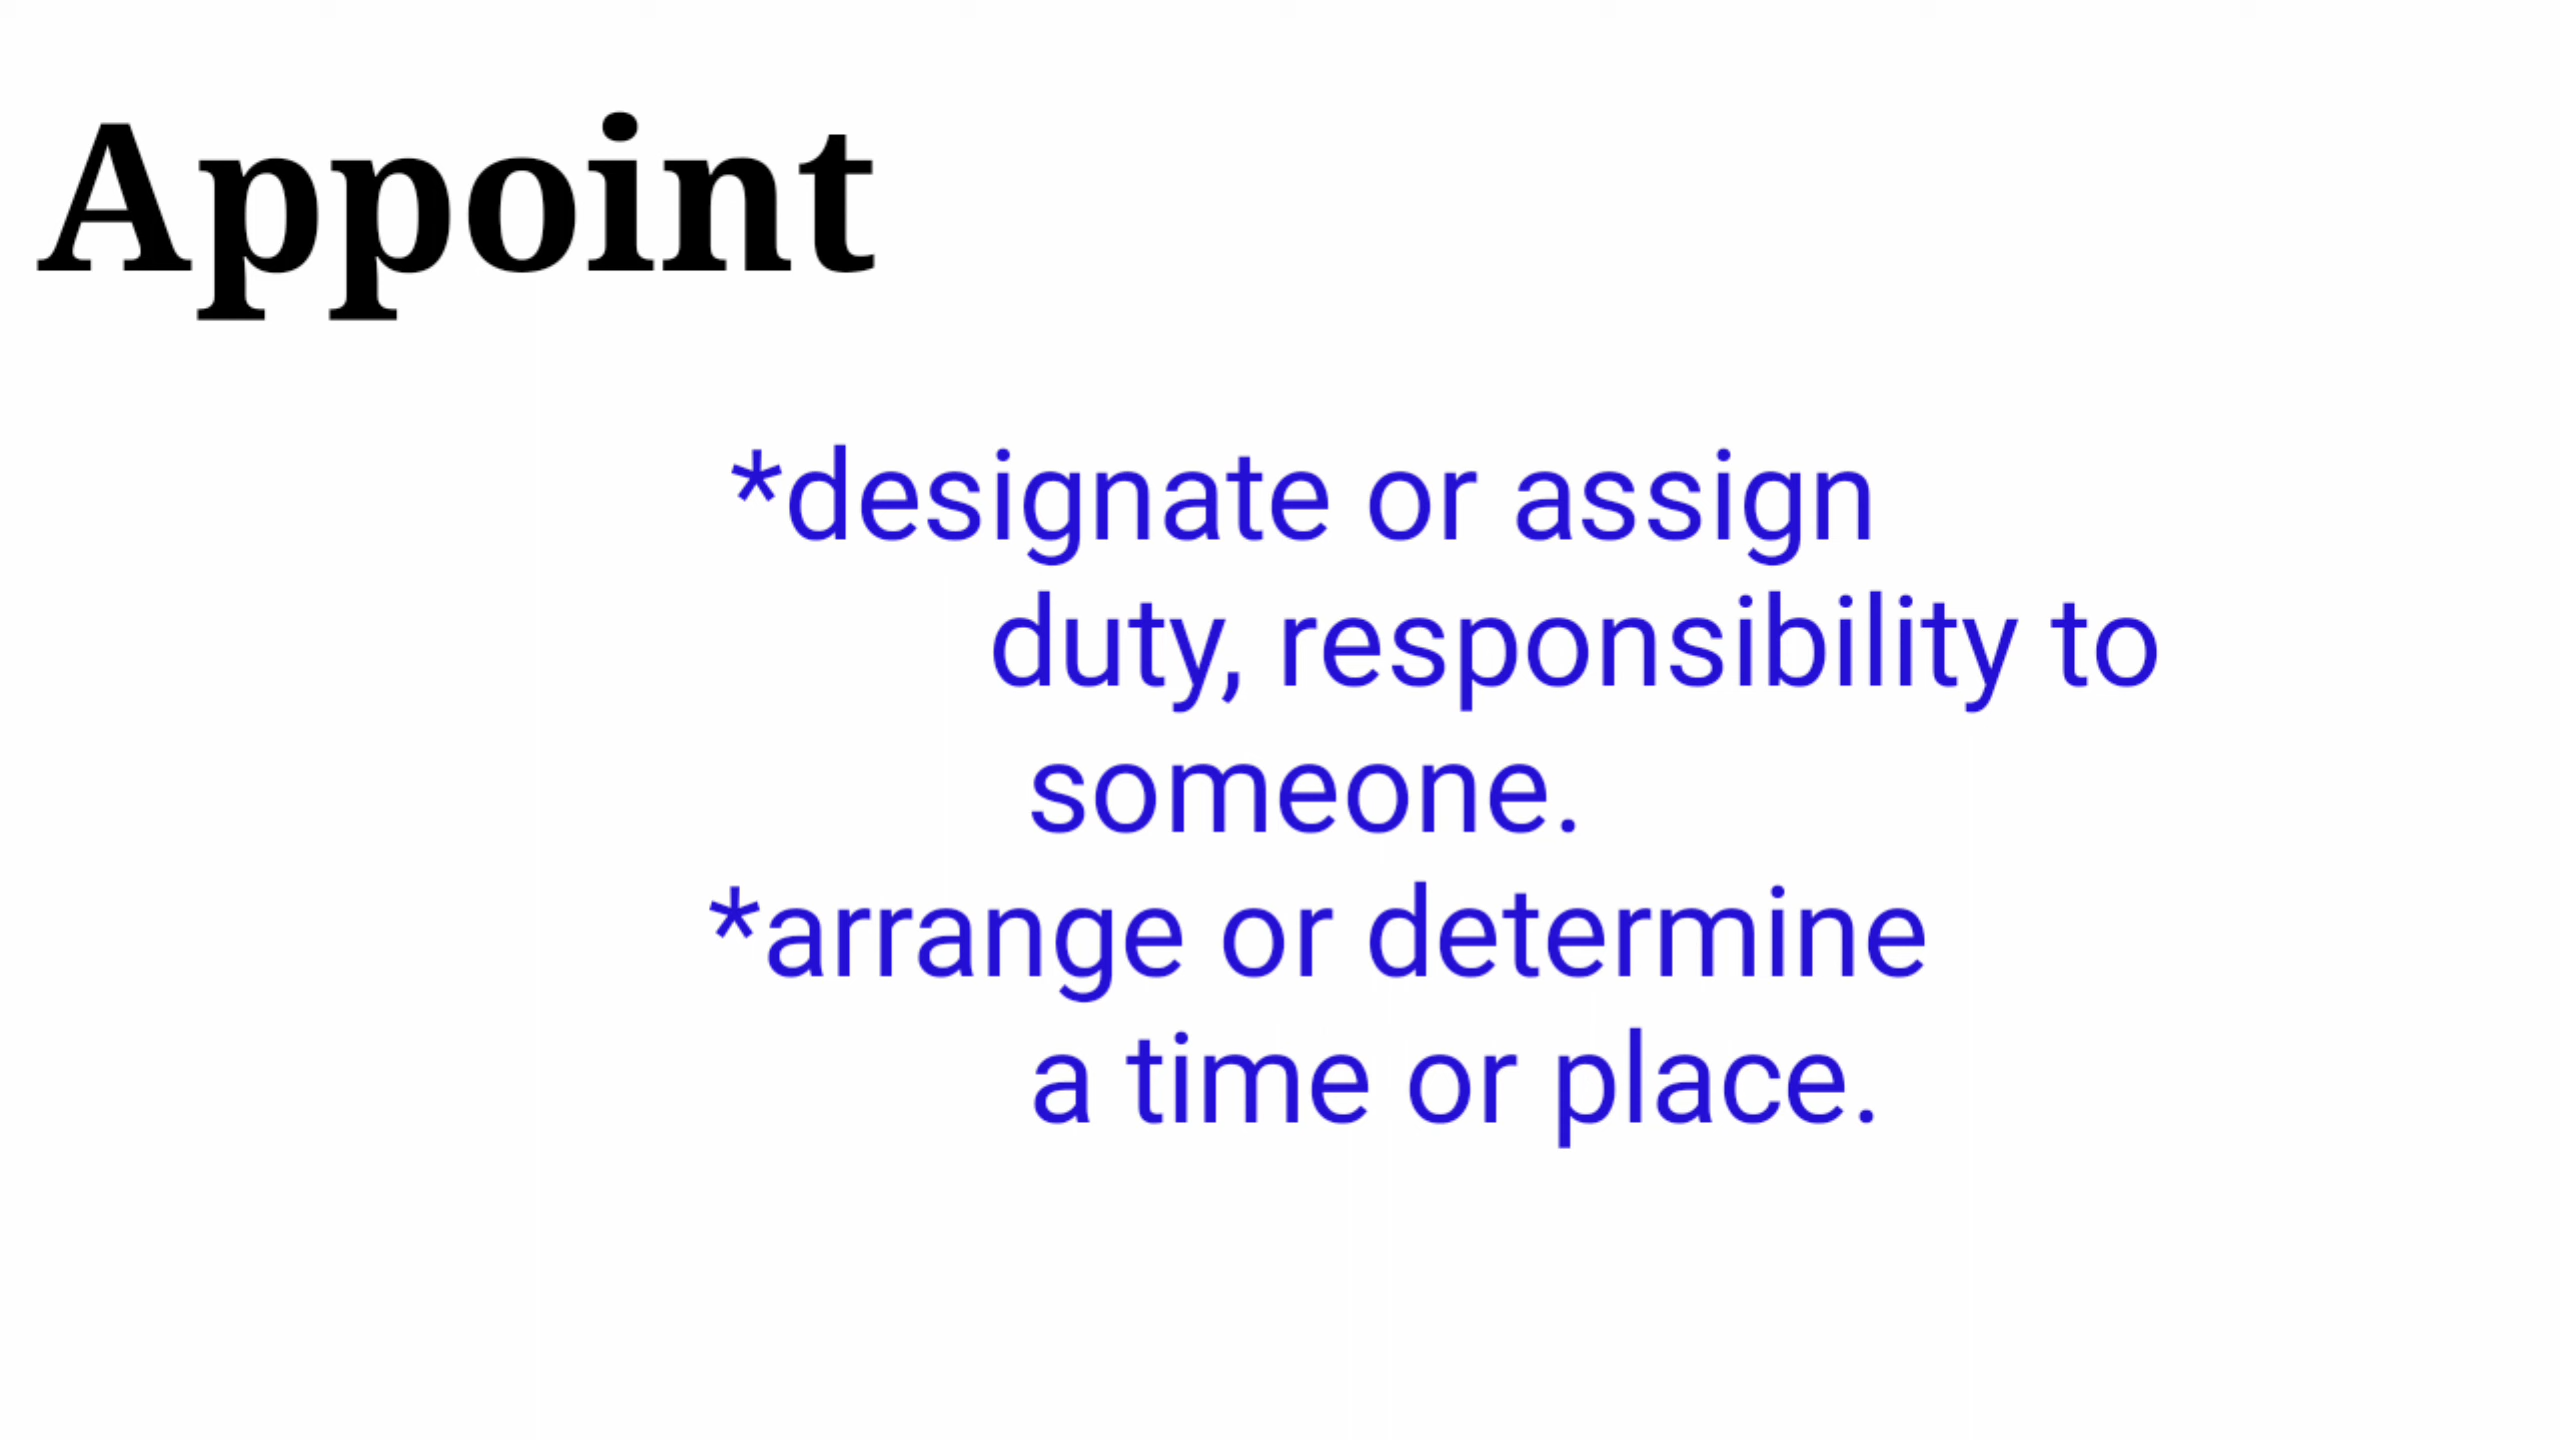 Appoint
*designate or assign
duty, responsibility to
someone.
*arrange or determine
a time or place.